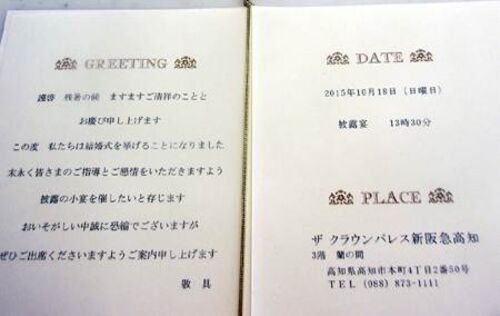 GREETING
謹啓 残暑の候 ますますご清祥のことと
お慶び申し上げます
この度 私たちは結婚式を挙げることになりました
末永く皆さまのご指導とご懇情をいただきますよう
披露の小宴を催したいと存じます
おいそがしい中誠に恐縮でございますが
ぜひご出席くださいますようご案内申し上げます
敬具
DATE
2015年10月18日(日曜日)
披露宴 13時30分
PLACE
ザ クラウンパレス新阪急高知
3階 蘭の間
高知県高知市本町4丁目2番50号
TEL (088) 873-1111